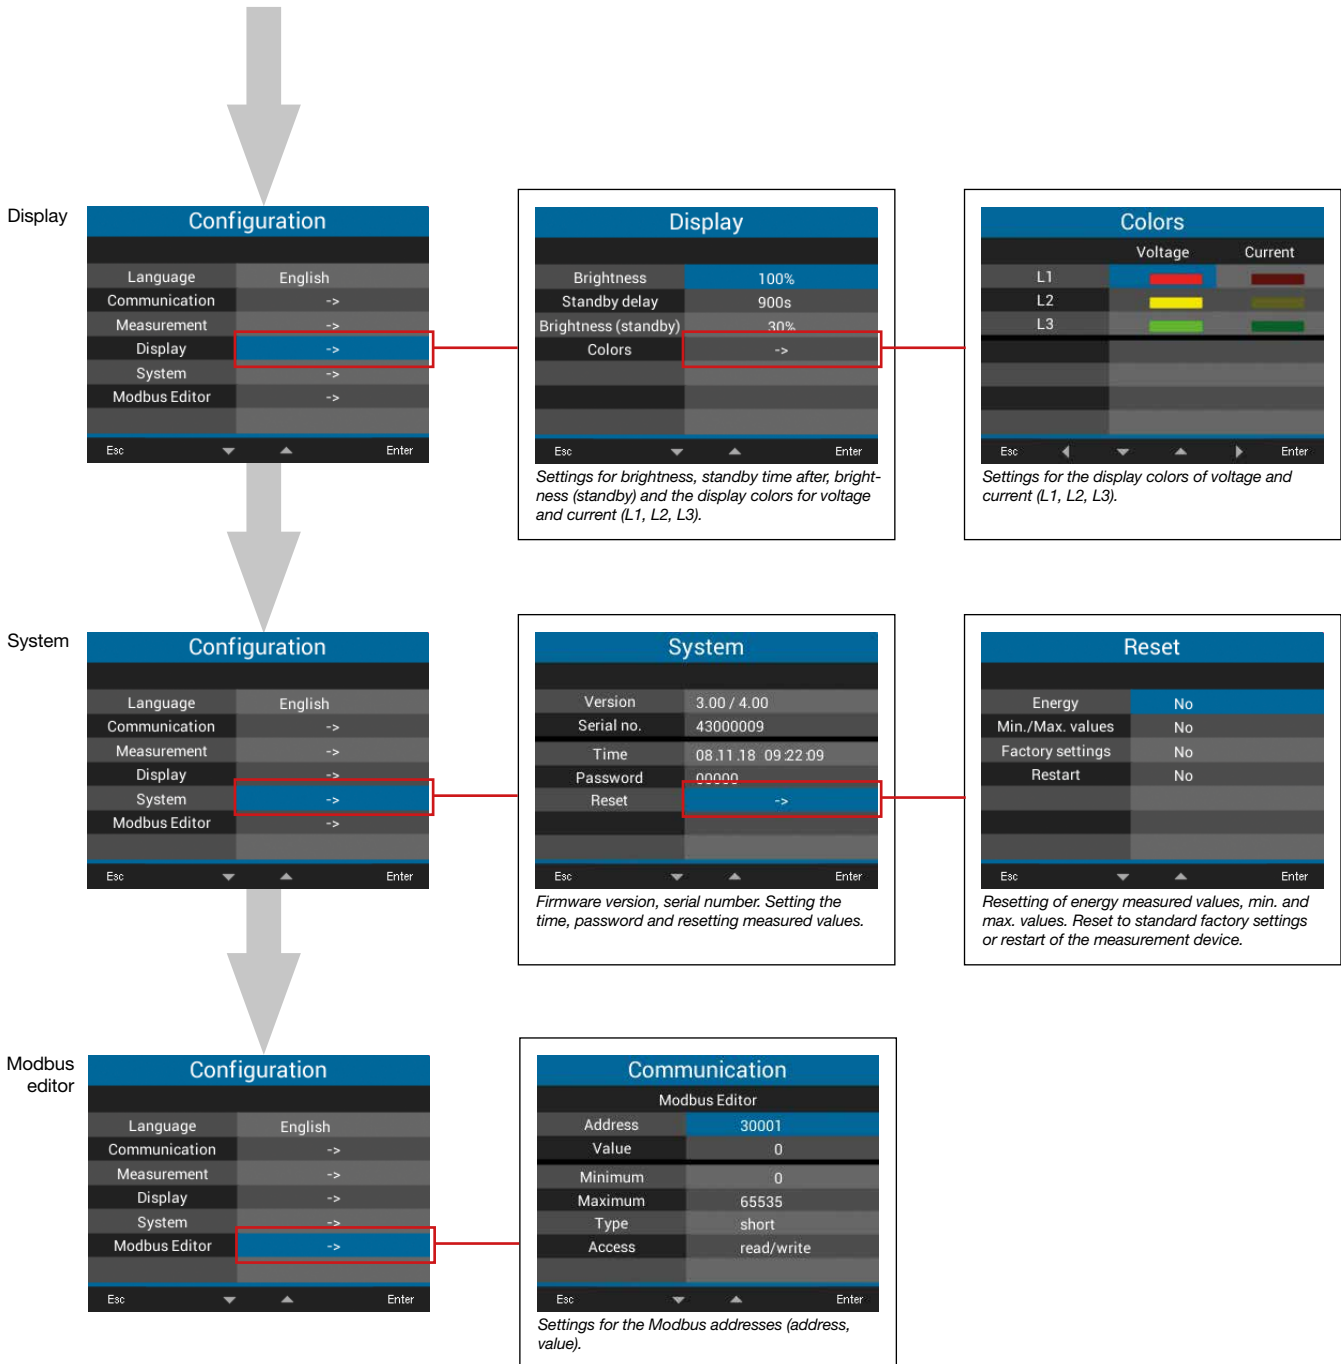 Display
Configuration
Language English
Communication ->
Measurement ->
Display ->
System ->
Modbus Editor ->
Esc Enter
Display
Brightness 100%
Standby delay 900s
Brightness (standby) 30%
Colors ->
Esc Enter
Settings for brightness, standby time after, bright-
ness (standby) and the display colors for voltage
and current (L1, L2, L3).
Colors
Voltage Current
L1
L2
L3
Esc Enter
Settings for the display colors of voltage and
current (L1, L2, L3).
System
Configuration
Language English
Communication ->
Measurement ->
Display ->
System ->
Modbus Editor ->
Esc Enter
System
Version 3.00 / 4.00
Serial no. 43000009
Time 08.11.18 09:22:09
Password 00000
Reset ->
Esc Enter
Firmware version, serial number. Setting the
time, password and resetting measured values.
Reset
Energy No
Min./Max. values No
Factory settings No
Restart No
Esc Enter
Resetting of energy measured values, min. and
max. values. Reset to standard factory settings
or restart of the measurement device.
Modbus
editor
Configuration
Language English
Communication ->
Measurement ->
Display ->
System ->
Modbus Editor ->
Esc Enter
Communication
Modbus Editor
Address 30001
Value 0
Minimum 0
Maximum 65535
Type short
Access read/write
Esc Enter
Settings for the Modbus addresses (address,
value).